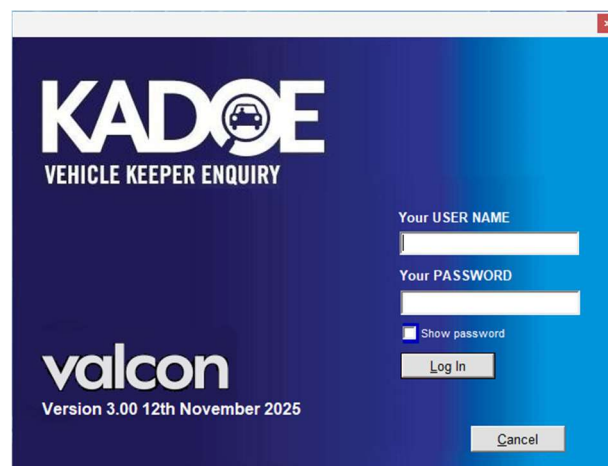 KADOE
VEHICLE KEEPER ENQUIRY
Your USER NAME
Your PASSWORD
Show password
Log In
valcon
Version 3.00 12th November 2025
Cancel